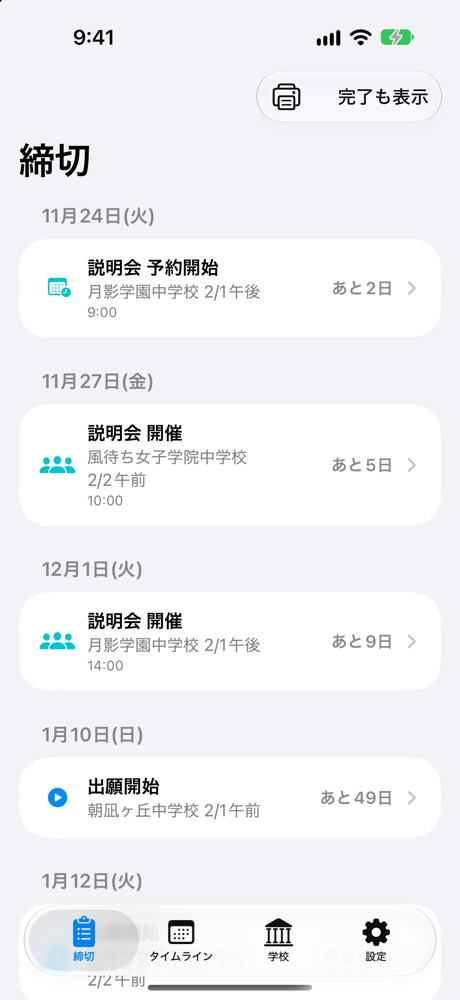 9:41
完了も表示
締切
11月24日(火)
説明会 予約開始
月影学園中学校 2/1午後
9:00
あと2日
11月27日(金)
説明会 開催
風待ち女子学院中学校
2/2午前
10:00
あと5日
12月1日(火)
説明会 開催
月影学園中学校 2/1午後
14:00
あと9日
1月10日(日)
出願開始
朝凪ヶ丘中学校 2/1午前
あと49日
1月12日(火)
締切
タイムライン
学校
設定
2/2午前